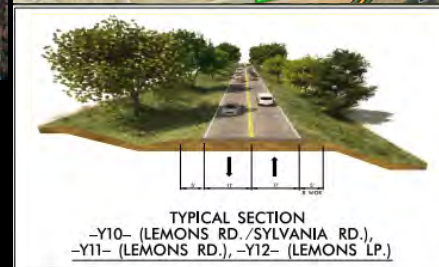 TYPICAL SECTION
-Y10- (LEMONS RD./SYLVANIA RD.),
-Y11- (LEMONS RD.), -Y12- (LEMONS LP.)